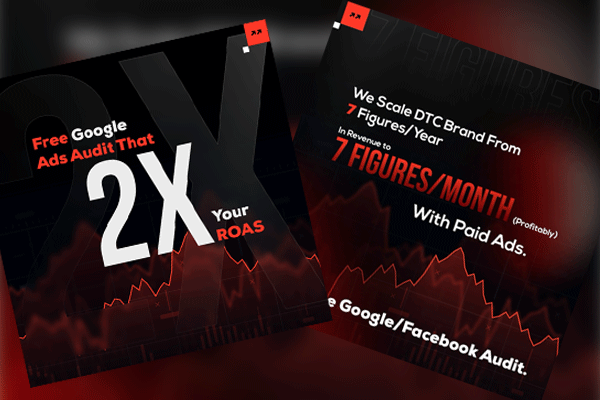 Free Google
Ads Audit That
2X
Your
ROAS
2X
7 FIGURES
We Scale DTC Brand From
7 Figures/Year
In Revenue to
7 FIGURES/MONTH
(Profitably)
With Paid Ads.
e Google/Facebook Audit.